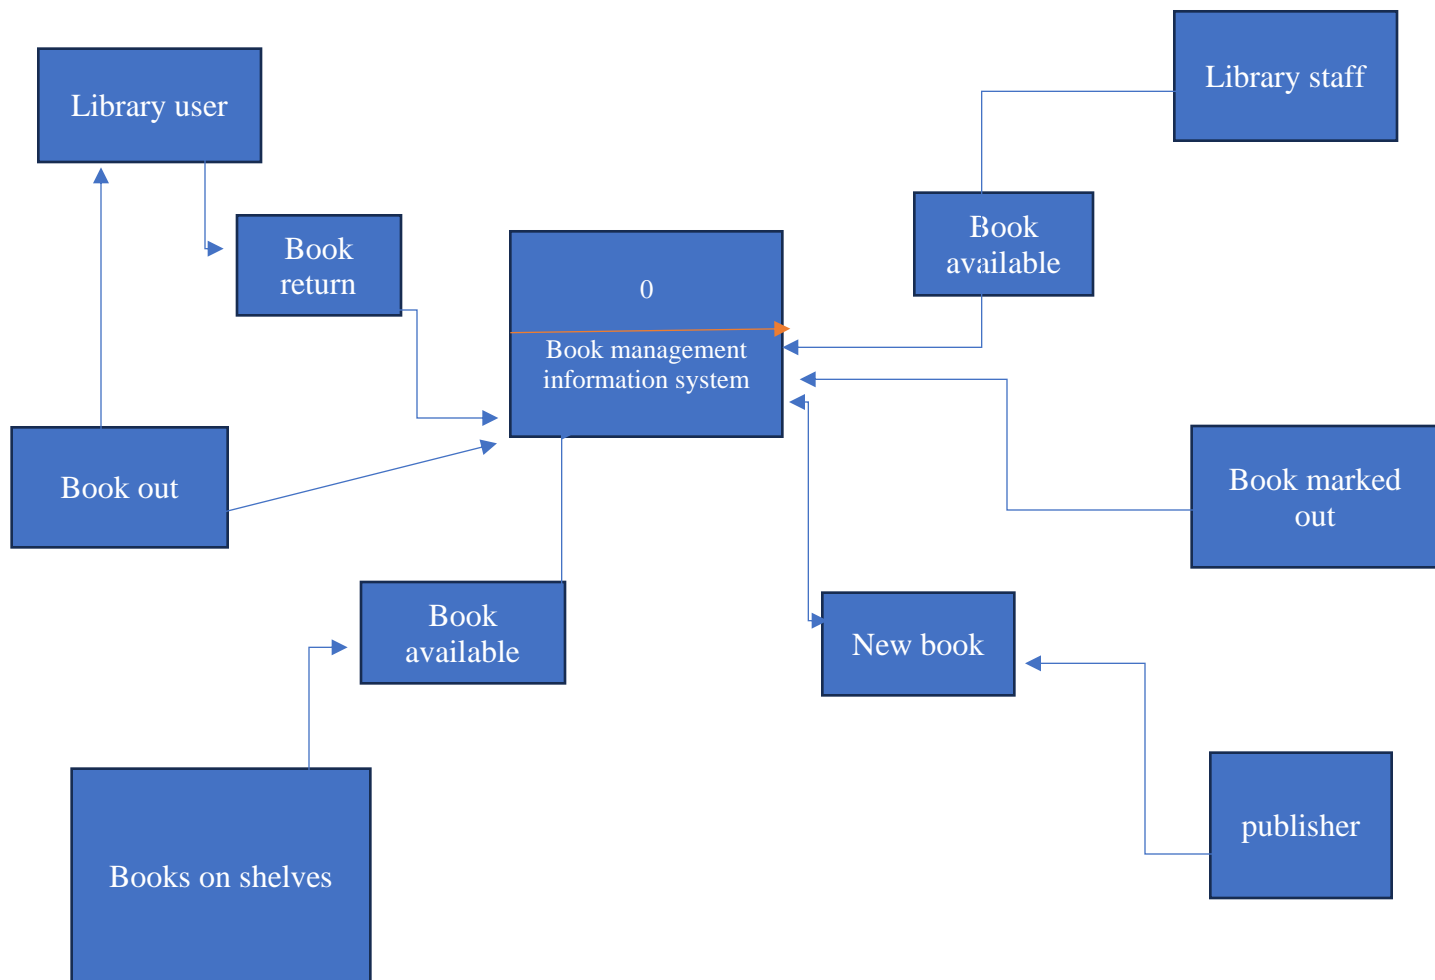 Library user
Library staff
Book
return
Book
available
0
Book management
information system
Book out
Book marked
out
Book
available
New book
publisher
Books on shelves